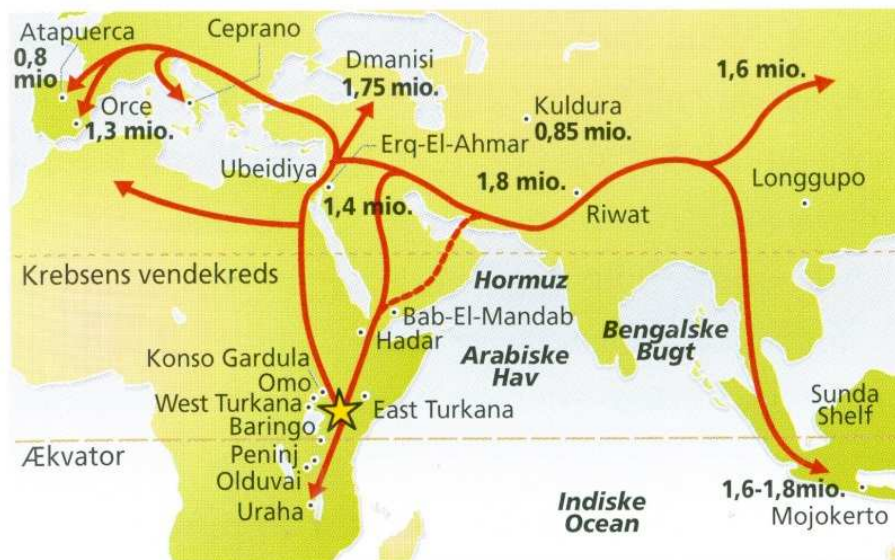 Atapuerca
0,8
mio
Ceprano
Dmanisi
1,75 mio.
1,6 mio.
Orce
1,3 mio.
Kuldura
0,85 mio.
Ubeidiya
Erq-El-Ahmar
1,4 mio.
1,8 mio.
Riwat
Longgupo
Krebsens vendekreds
Hormuz
Bab-El-Mandab
Hadar
Arabiske
Hav
Bengalske
Bugt
Konso Gardula
Omo
West Turkana
East Turkana
Baringo
Sunda
Shelf
Ækvator
Peninj
Olduvai
Uraha
Indiske
Ocean
1,6-1,8mio.
Mojokerto